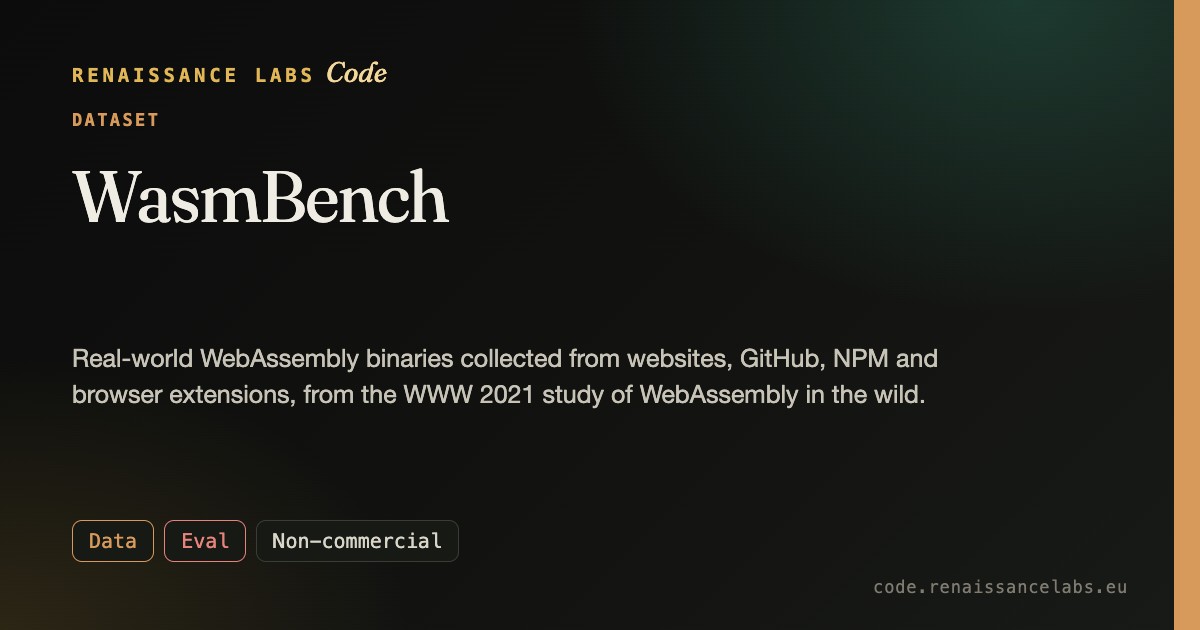 RENAISSANCE LABS Code
DATASET
WasmBench
Real-world WebAssembly binaries collected from websites, GitHub, NPM and
browser extensions, from the WWW 2021 study of WebAssembly in the wild.
Data Eval Non-commercial
code.renaissancelabs.eu